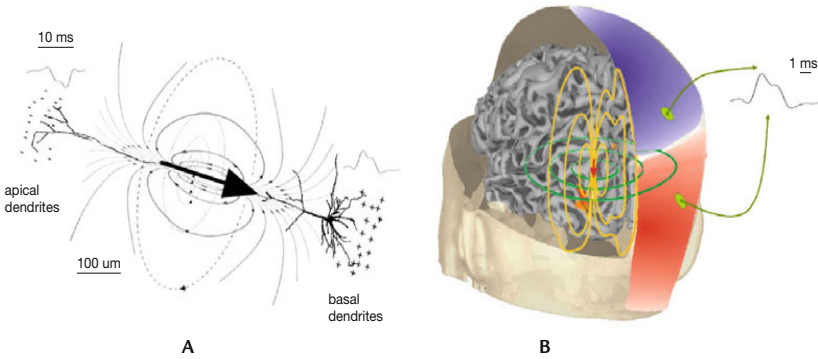 10 ms
apical
dendrites
100 um
basal
dendrites
A
B
1 ms